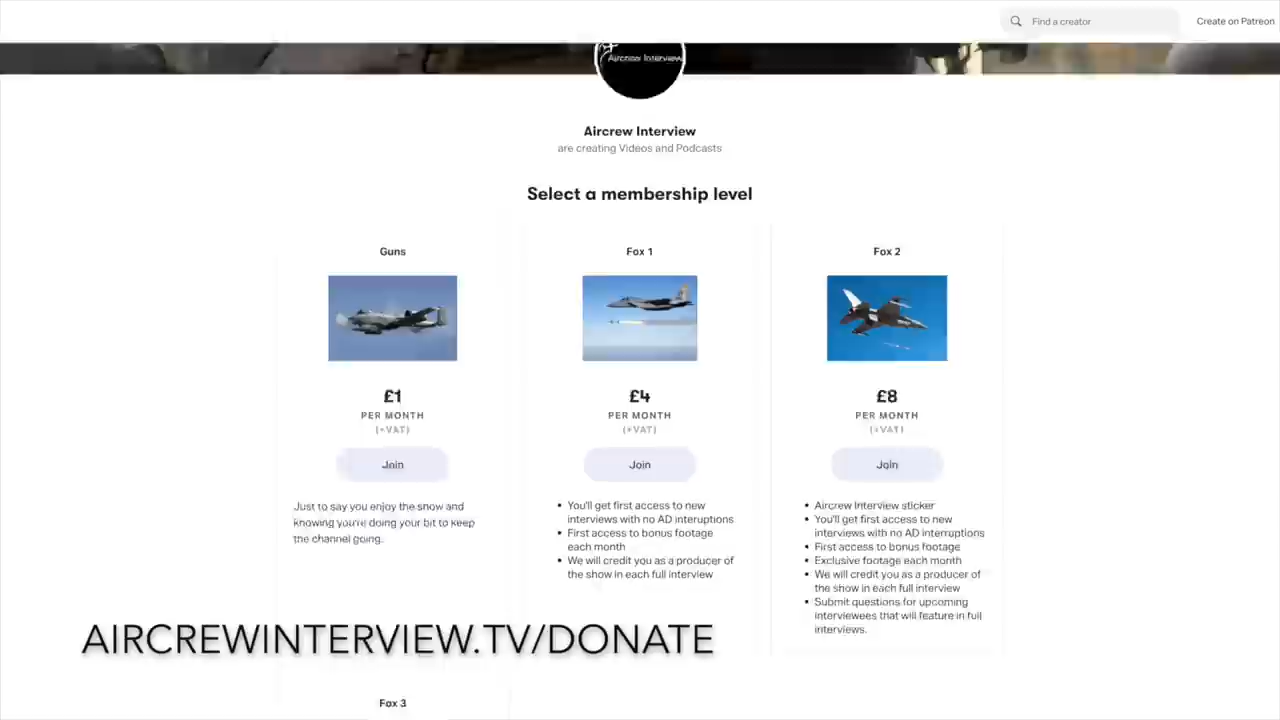 Find a creator
Create on Patreon
Aircrew Interview
Aircrew Interview
are creating Videos and Podcasts
Select a membership level
Guns
£1
PER MONTH
(+VAT)
Join
Just to say you enjoy the show and
knowing you're doing your bit to keep
the channel going.
Fox 1
£4
PER MONTH
(+VAT)
Join
• You'll get first access to new
interviews with no AD interuptions
• First access to bonus footage
each month
• We will credit you as a producer of
the show in each full interview
Fox 2
£8
PER MONTH
(+VAT)
Join
• Aircrew Interview sticker
• You'll get first access to new
interviews with no AD interruptions
• First access to bonus footage
• Exclusive footage each month
• We will credit you as a producer of
the show in each full interview
• Submit questions for upcoming
interviewees that will feature in full
interviews.
AIRCREWINTERVIEW.TV/DONATE
Fox 3